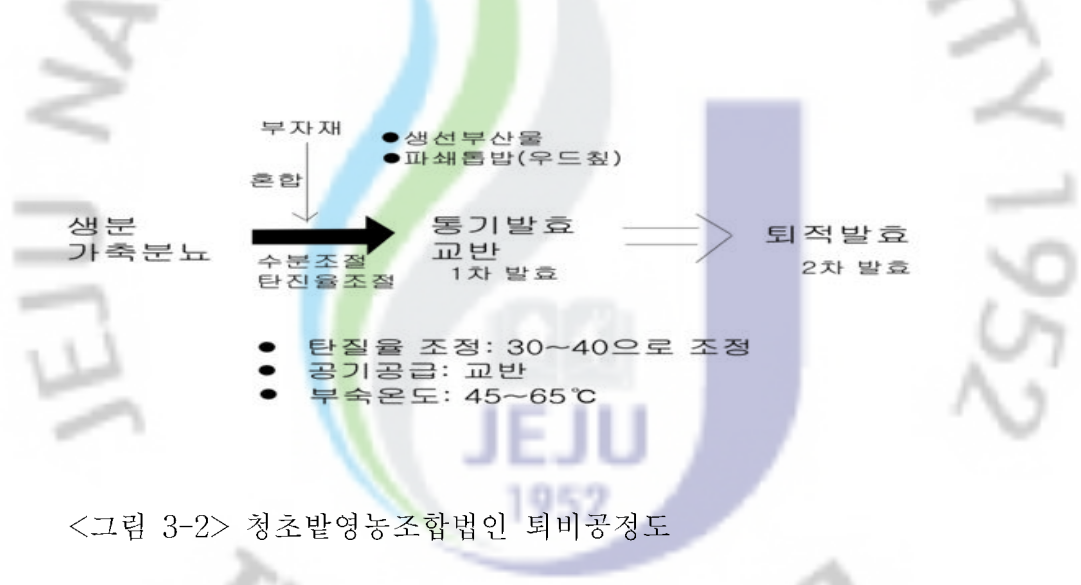 부자재
●생선부산물
●파쇄톱밥(우드칩)
혼합
생분
가축분뇨
수분조절
탄진율조절
통기발효
교반
1차 발효
퇴적발효
2차 발효
● 탄질율 조정: 30~40으로 조정
● 공기공급: 교반
● 부숙온도: 45~65℃
JEJU
1952
<그림 3-2> 청초밭영농조합법인 퇴비공정도
JEJU NA
ITY 1952